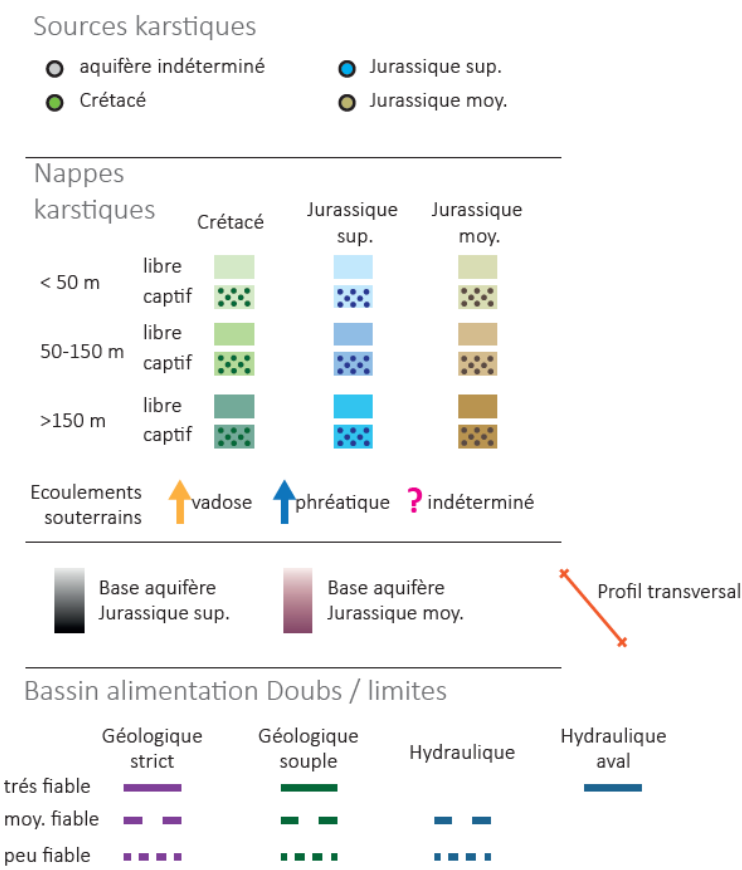 Sources karstiques
aquifère indéterminé
Jurassique sup.
Crétacé
Jurassique moy.
Nappes
karstiques
Crétacé
Jurassique
sup.
Jurassique
moy.
< 50 m
libre
captif
50-150 m
libre
captif
>150 m
libre
captif
Ecoulements
souterrains
vadose
phréatique
? indéterminé
Base aquifère
Jurassique sup.
Base aquifère
Jurassique moy.
Profil transversal
Bassin alimentation Doubs / limites
Géologique
strict
Géologique
souple
Hydraulique
Hydraulique
aval
trés fiable
moy. fiable
peu fiable